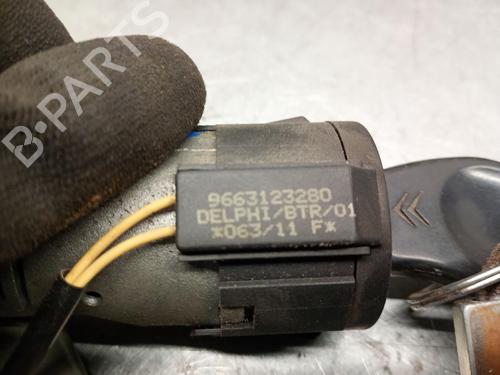 B-PARTS
9663123280
DELPHI/BTR/01
*063/11 F*